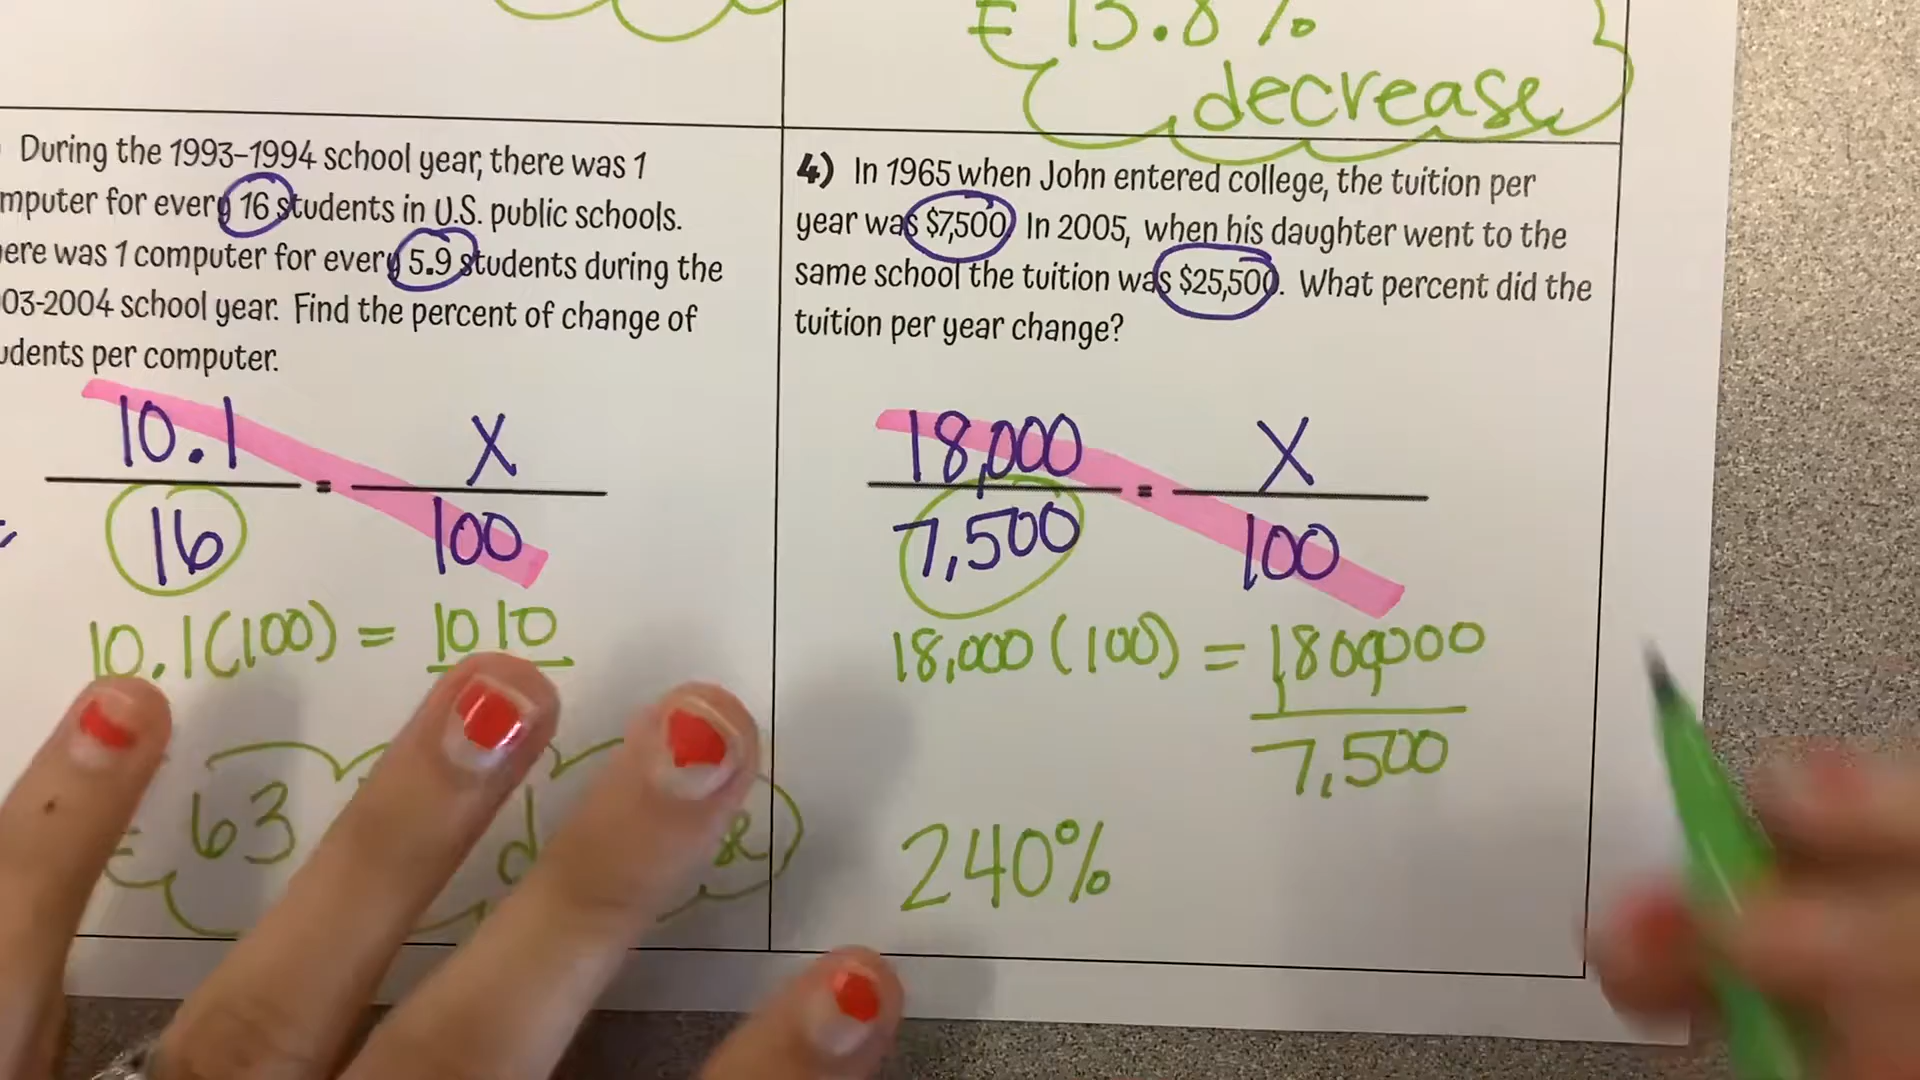 = 13.8%
decrease
During the 1993-1994 school year, there was 1
mputer for every 16 students in U.S. public schools.
ere was 1 computer for every 5.9 students during the
03-2004 school year. Find the percent of change of
udents per computer.
10.1 = X
16 100
10.1(100) = 1010
63
4) In 1965 when John entered college, the tuition per
year was $7,500 In 2005, when his daughter went to the
same school the tuition was $25,500. What percent did the
tuition per year change?
18,000 = X
7,500 100
18,000 (100) = 1,800,000
7,500
240%